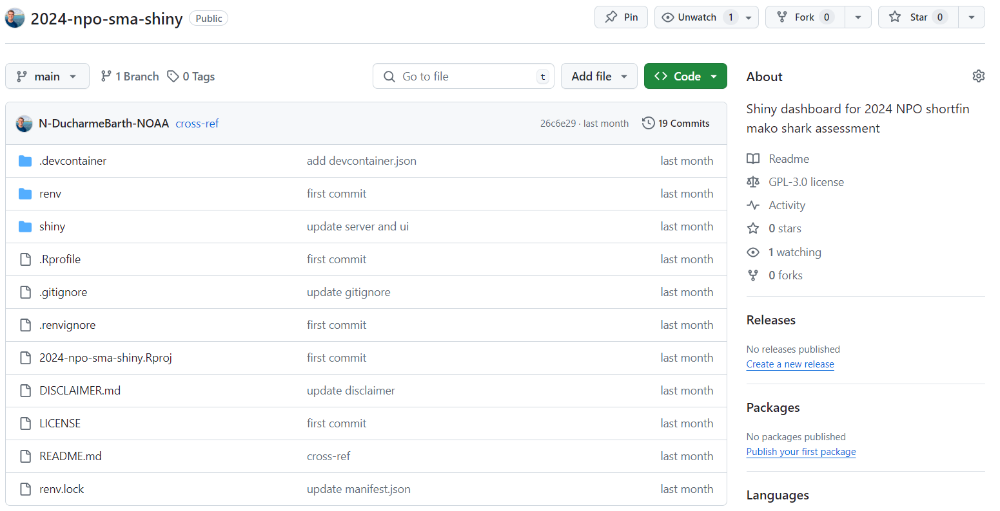 2024-npo-sma-shiny Public Pin Unwatch 1 Fork 0 Star 0
main 1 Branch 0 Tags Go to file t Add file Code
N-DucharmeBarth-NOAA cross-ref 26c6e29 · last month 19 Commits
.devcontainer add devcontainer.json last month
renv first commit last month
shiny update server and ui last month
.Rprofile first commit last month
.gitignore update gitignore last month
.renvignore first commit last month
2024-npo-sma-shiny.Rproj first commit last month
DISCLAIMER.md update disclaimer last month
LICENSE first commit last month
README.md cross-ref last month
renv.lock update manifest.json last month
About
Shiny dashboard for 2024 NPO shortfin
mako shark assessment
Readme
GPL-3.0 license
Activity
0 stars
1 watching
0 forks
Releases
No releases published
Create a new release
Packages
No packages published
Publish your first package
Languages